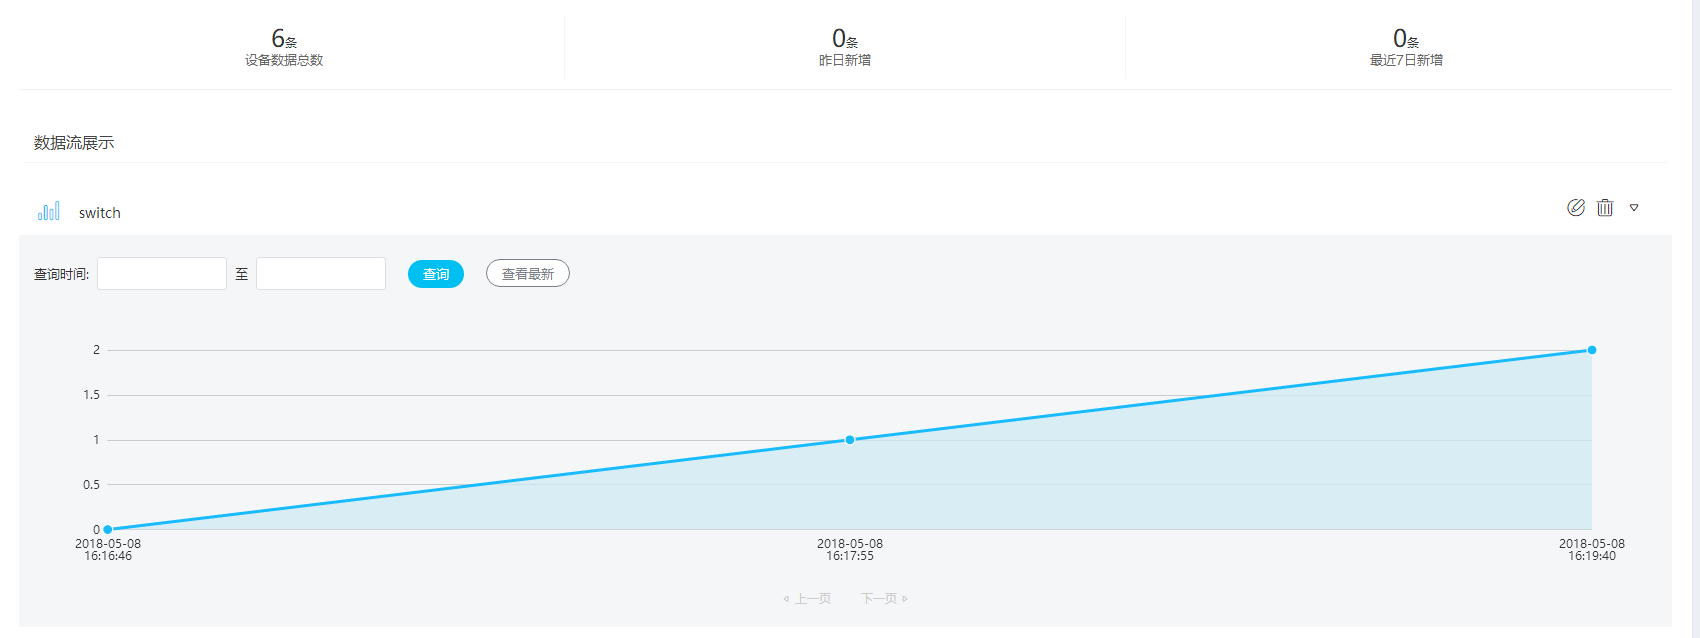 6条
设备数据总数
0条
昨日新增
0条
最近7日新增
数据流展示
switch
查询时间: 至 查询 查看最新
2
1.5
1
0.5
0
2018-05-08
16:16:46
2018-05-08
16:17:55
2018-05-08
16:19:40
上一页 下一页